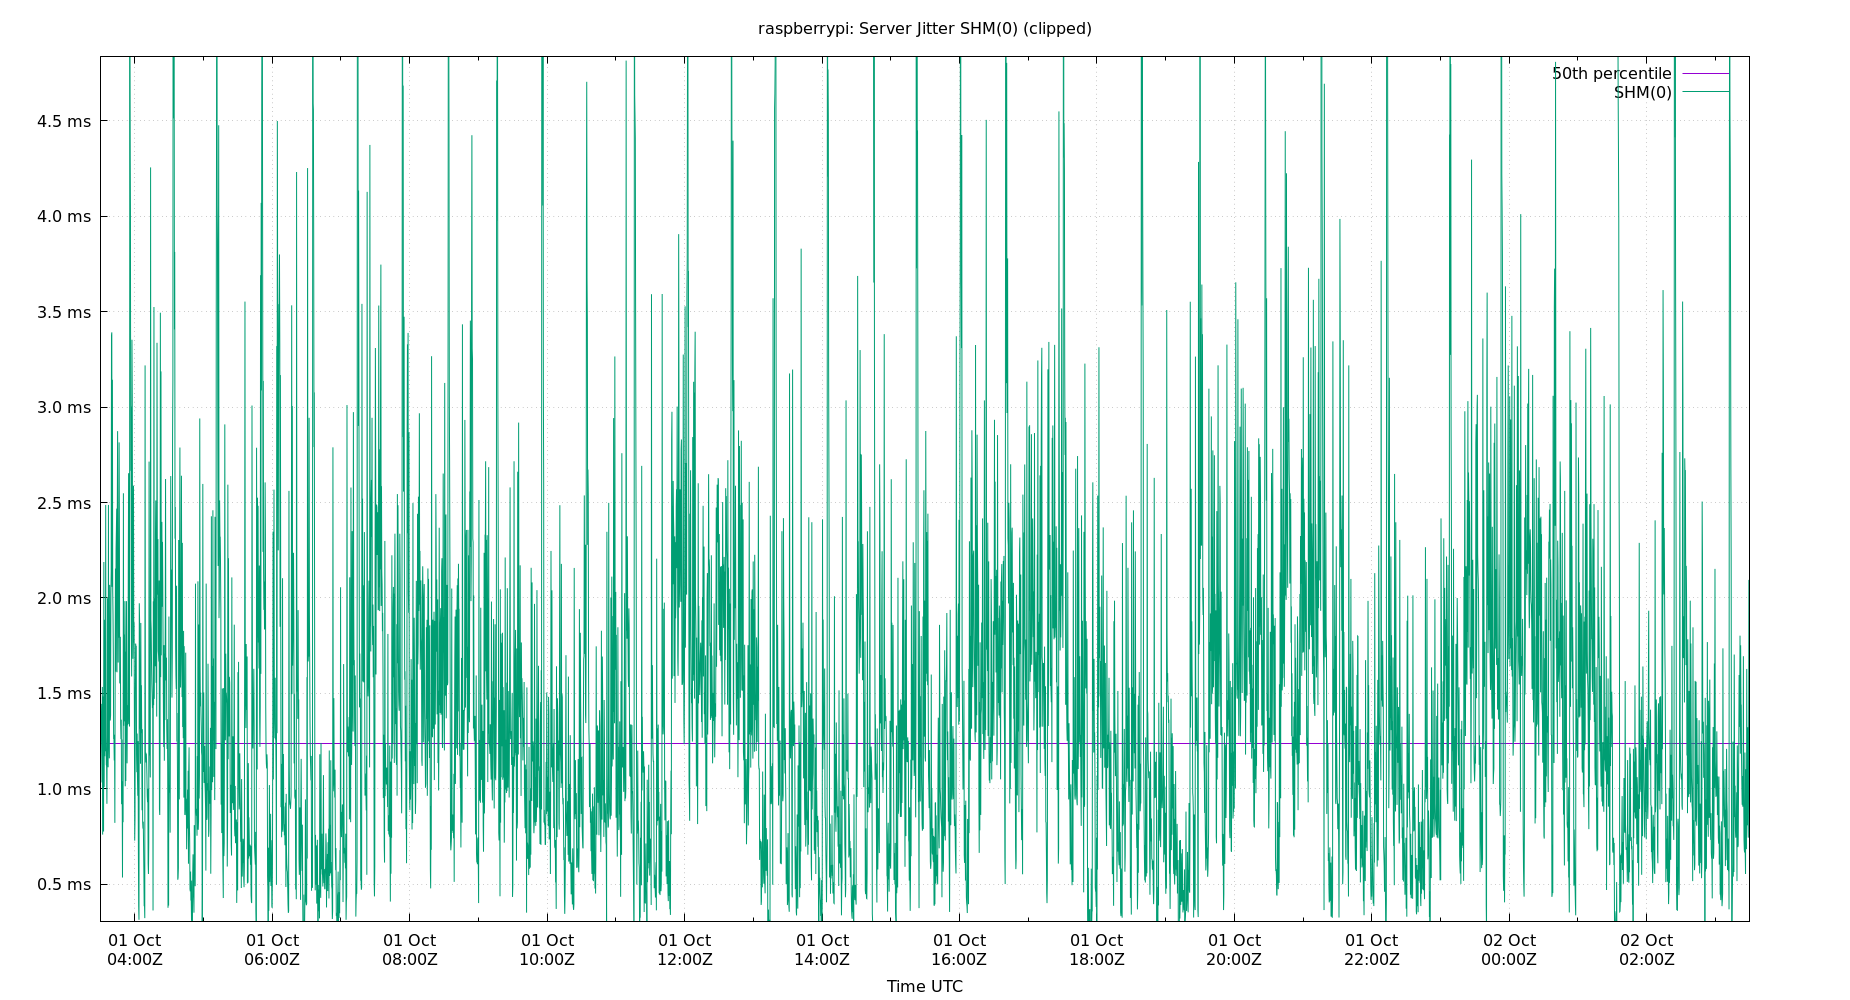 raspberrypi: Server Jitter SHM(0) (clipped)
50th percentile
SHM(0)
4.5 ms
4.0 ms
3.5 ms
3.0 ms
2.5 ms
2.0 ms
1.5 ms
1.0 ms
0.5 ms
01 Oct 01 Oct 01 Oct 01 Oct 01 Oct 01 Oct 01 Oct 01 Oct 01 Oct 01 Oct 02 Oct 02 Oct
04:00Z 06:00Z 08:00Z 10:00Z 12:00Z 14:00Z 16:00Z 18:00Z 20:00Z 22:00Z 00:00Z 02:00Z
Time UTC